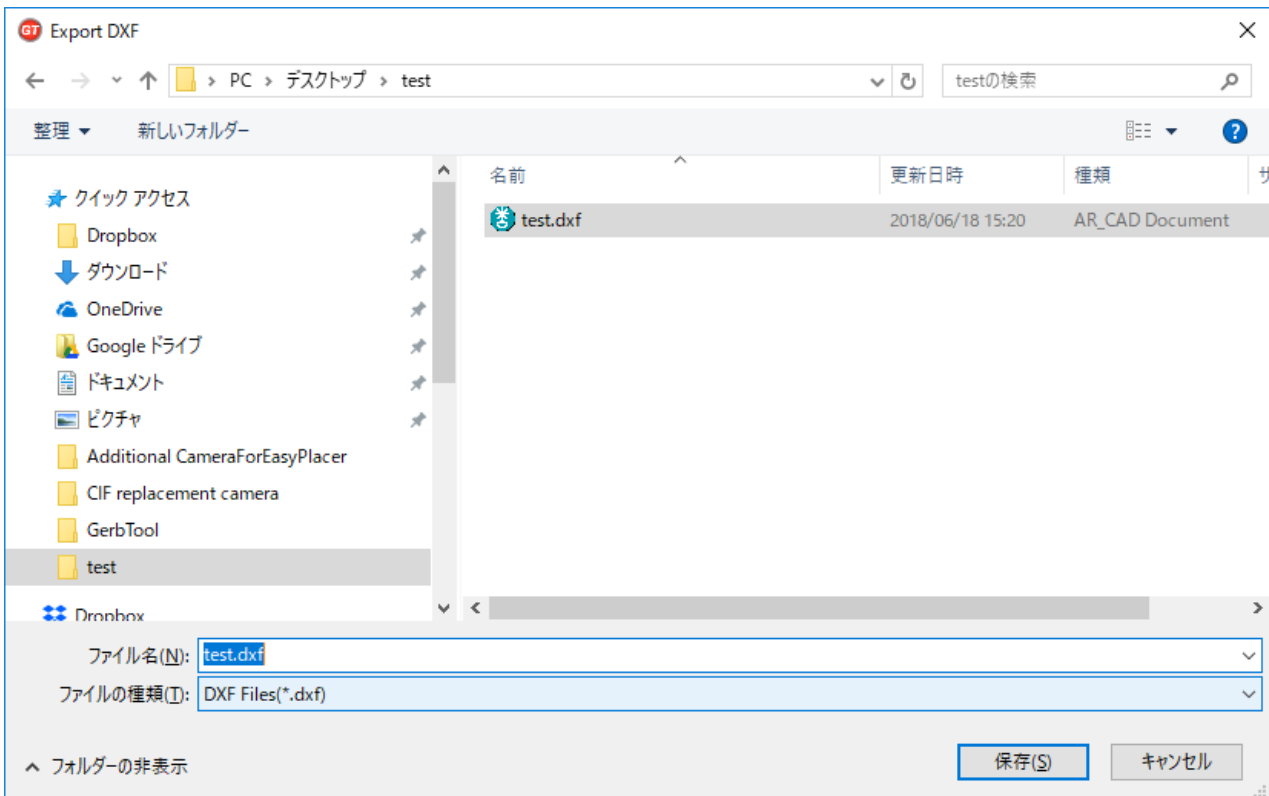 GT Export DXF
PC > デスクトップ > test
testの検索
整理 新しいフォルダー
名前 更新日時 種類 サ
クイック アクセス
test.dxf 2018/06/18 15:20 AR_CAD Document
Dropbox
ダウンロード
OneDrive
Google ドライブ
ドキュメント
ピクチャ
Additional CameraForEasyPlacer
CIF replacement camera
GerbTool
test
Dropbox
ファイル名(N): test.dxf
ファイルの種類(T): DXF Files(*.dxf)
フォルダーの非表示
保存(S) キャンセル